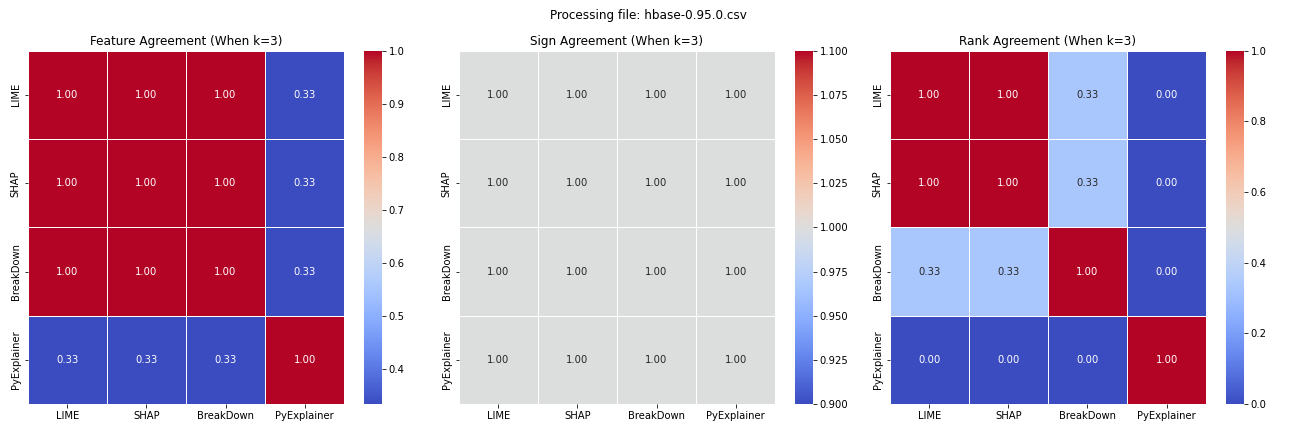 Processing file: hbase-0.95.0.csv
Feature Agreement (When k=3)
LIME
SHAP
BreakDown
PyExplainer
1.00 1.00 1.00 0.33
1.00 1.00 1.00 0.33
1.00 1.00 1.00 0.33
0.33 0.33 0.33 1.00
LIME SHAP BreakDown PyExplainer
1.0
0.9
0.8
0.7
0.6
0.5
0.4
Sign Agreement (When k=3)
LIME
SHAP
BreakDown
PyExplainer
1.00 1.00 1.00 1.00
1.00 1.00 1.00 1.00
1.00 1.00 1.00 1.00
1.00 1.00 1.00 1.00
LIME SHAP BreakDown PyExplainer
1.100
1.075
1.050
1.025
1.000
0.975
0.950
0.925
0.900
Rank Agreement (When k=3)
LIME
SHAP
BreakDown
PyExplainer
1.00 1.00 0.33 0.00
1.00 1.00 0.33 0.00
0.33 0.33 1.00 0.00
0.00 0.00 0.00 1.00
LIME SHAP BreakDown PyExplainer
1.0
0.8
0.6
0.4
0.2
0.0